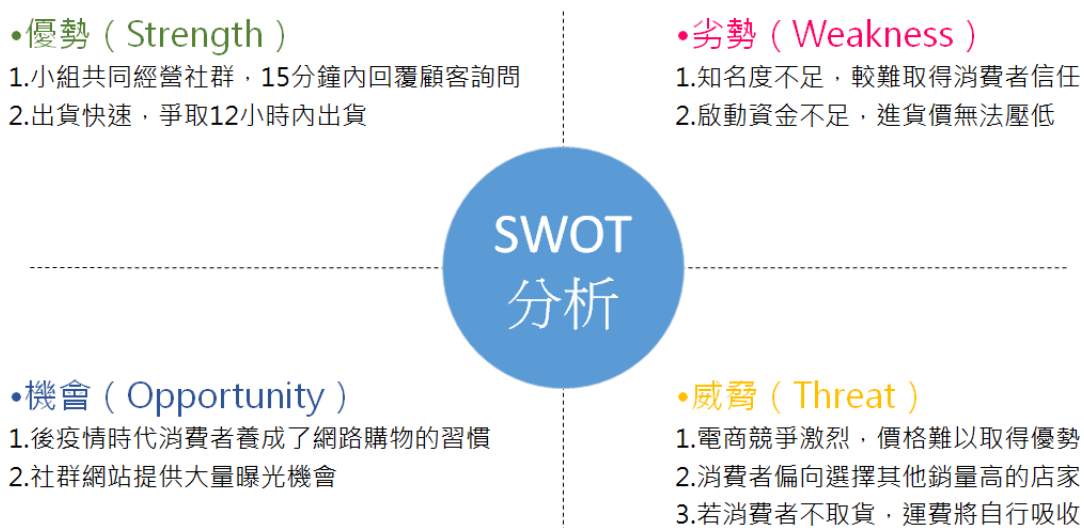 •優勢（Strength）
1.小組共同經營社群，15分鐘內回覆顧客詢問
2.出貨快速，爭取12小時內出貨
•劣勢（Weakness）
1.知名度不足，較難取得消費者信任
2.啟動資金不足，進貨價無法壓低
SWOT
分析
•機會（Opportunity）
1.後疫情時代消費者養成了網路購物的習慣
2.社群網站提供大量曝光機會
•威脅（Threat）
1.電商競爭激烈，價格難以取得優勢
2.消費者偏向選擇其他銷量高的店家
3.若消費者不取貨，運費將自行吸收